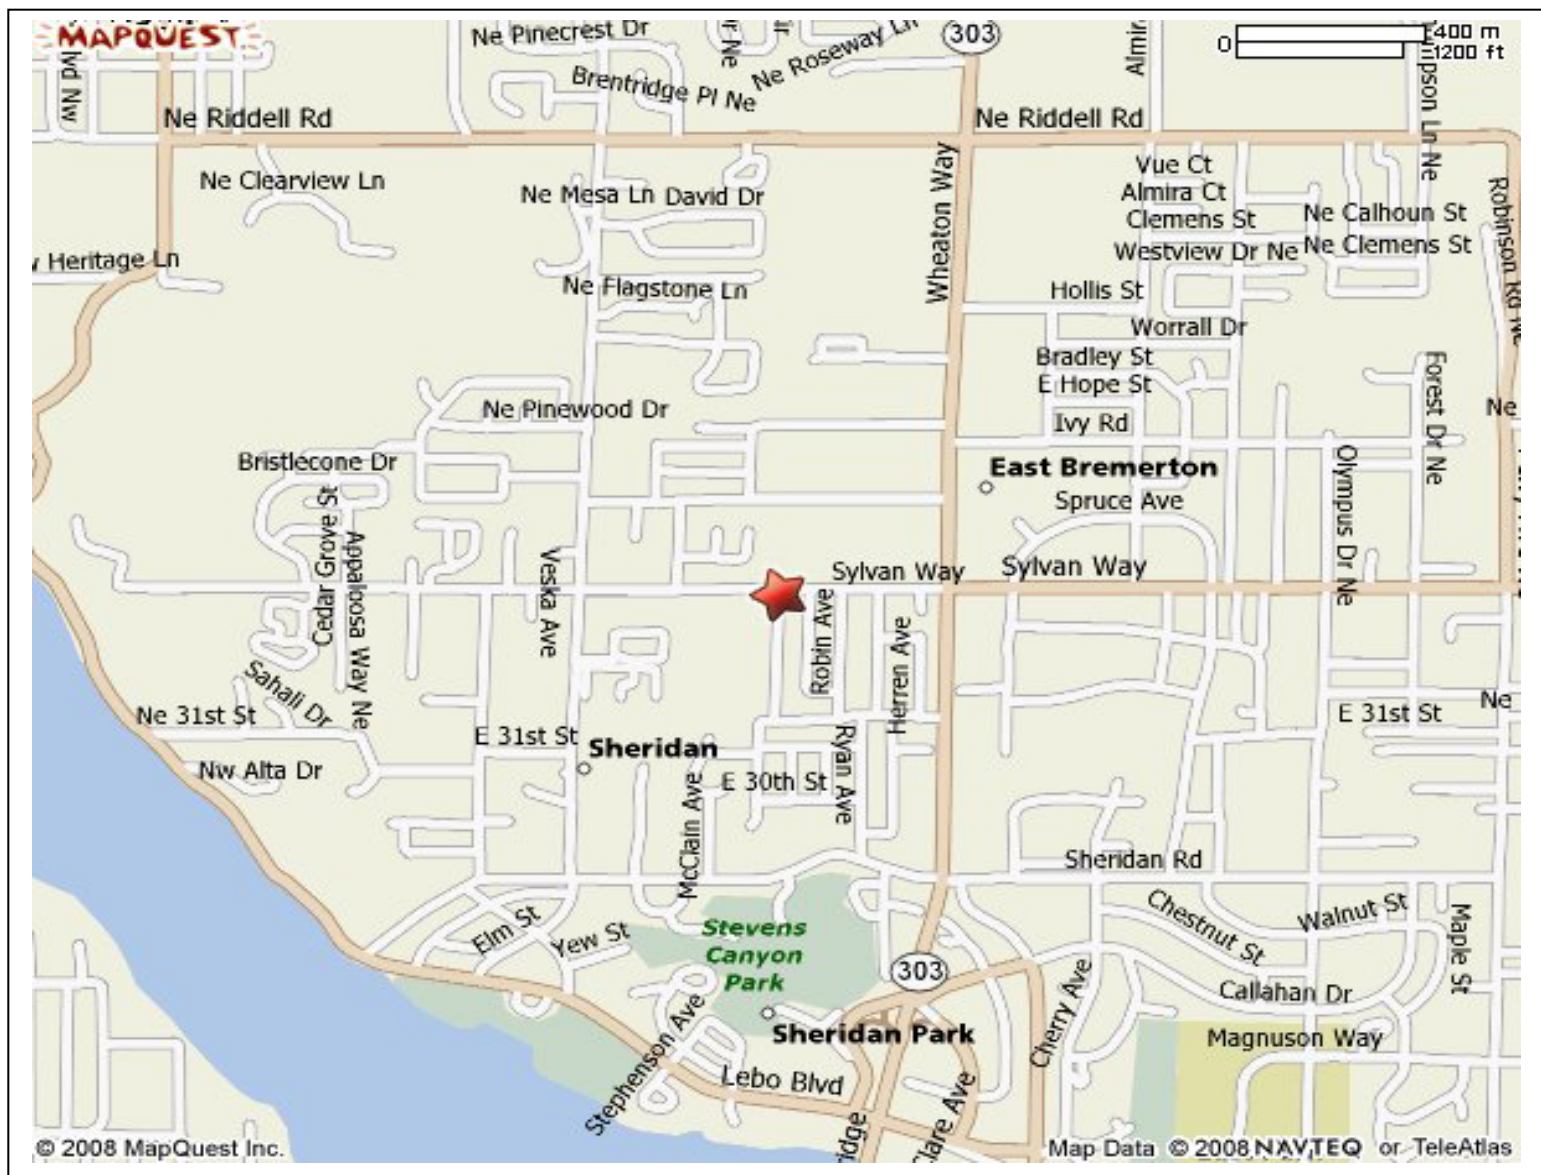 MAPQUEST
Ne Pinecrest Dr
Ne Roseway Ln
303
0
400 m
1200 ft
Brentridge Pl Ne
Ne Riddell Rd
Ne Riddell Rd
Ne Clearview Ln
Ne Mesa Ln
David Dr
Wheaton Way
Vue Ct
Almira Ct
Clemens St
Ne Calhoun St
Westview Dr Ne
Ne Clemens St
Heritage Ln
Ne Flagstone Ln
Hollis St
Worrall Dr
Bradley St
E Hope St
Ivy Rd
Forest Dr Ne
Ne
Robinson Rd Ne
Ne Pinewood Dr
Bristlecone Dr
East Bremerton
Spruce Ave
Olympus Dr Ne
Cedar Grove St
Appaloosa Way Ne
Veska Ave
Sylvan Way
Sylvan Way
Robin Ave
Herren Ave
Sahali Dr
Ne 31st St
E 31st St
Sheridan
E 31st St
Ne
Nw Alta Dr
McClain Ave
E 30th St
Ryan Ave
Sheridan Rd
Elm St
Yew St
Stevens
Canyon
Park
303
Chestnut St
Walnut St
Maple St
Callahan Dr
Cherry Ave
Stephenson Ave
Sheridan Park
Magnuson Way
Lebo Blvd
© 2008 MapQuest Inc.
Map Data © 2008 NAVTEQ or TeleAtlas